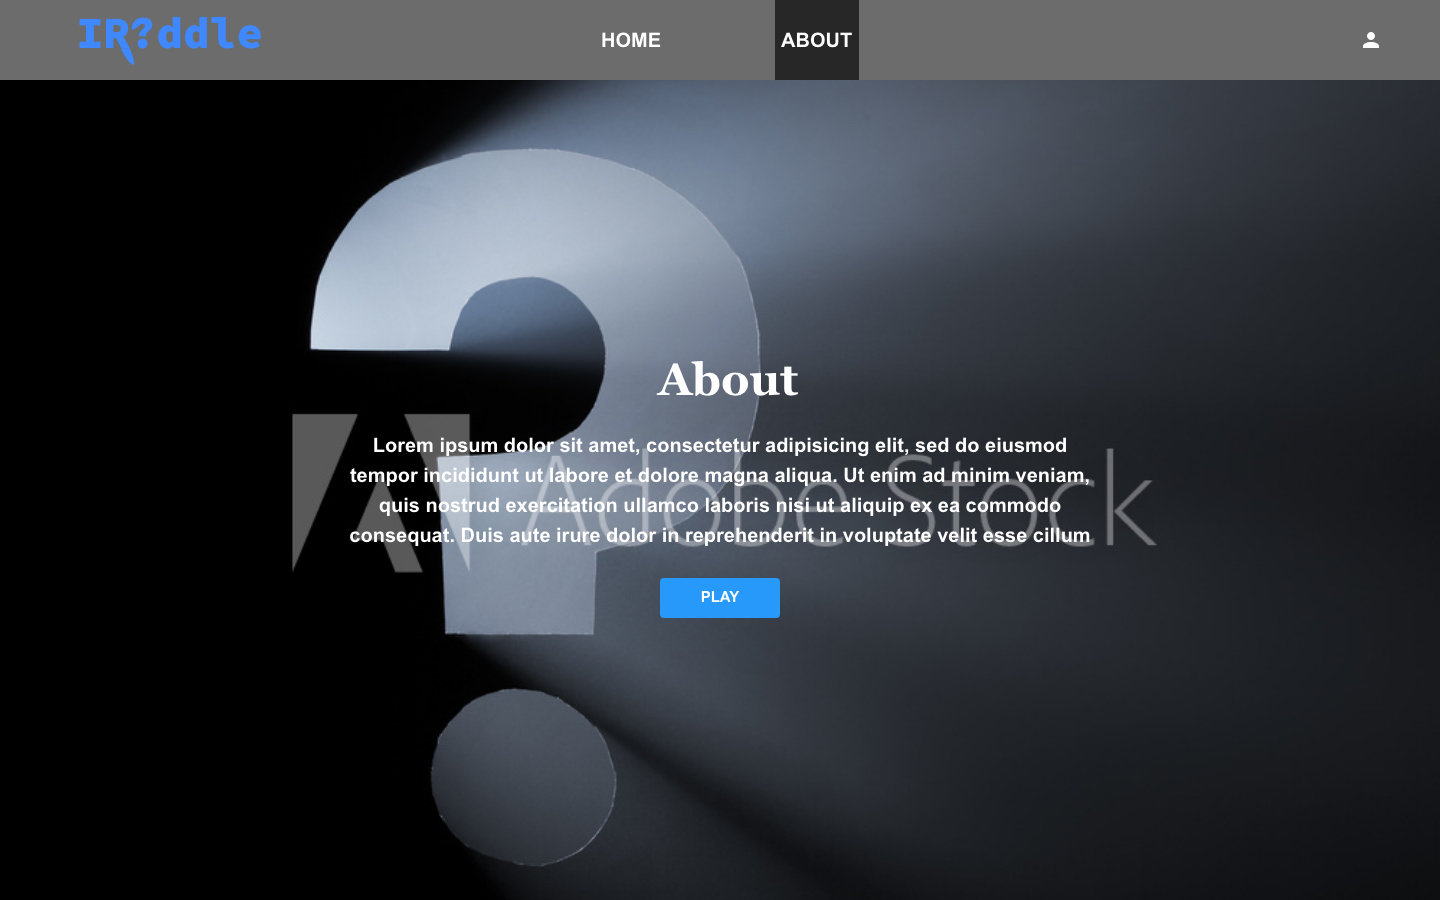 IR?ddle
HOME
ABOUT
About
Lorem ipsum dolor sit amet, consectetur adipisicing elit, sed do eiusmod
tempor incididunt ut labore et dolore magna aliqua. Ut enim ad minim veniam,
quis nostrud exercitation ullamco laboris nisi ut aliquip ex ea commodo
consequat. Duis aute irure dolor in reprehenderit in voluptate velit esse cillum
Adobe Stock
PLAY